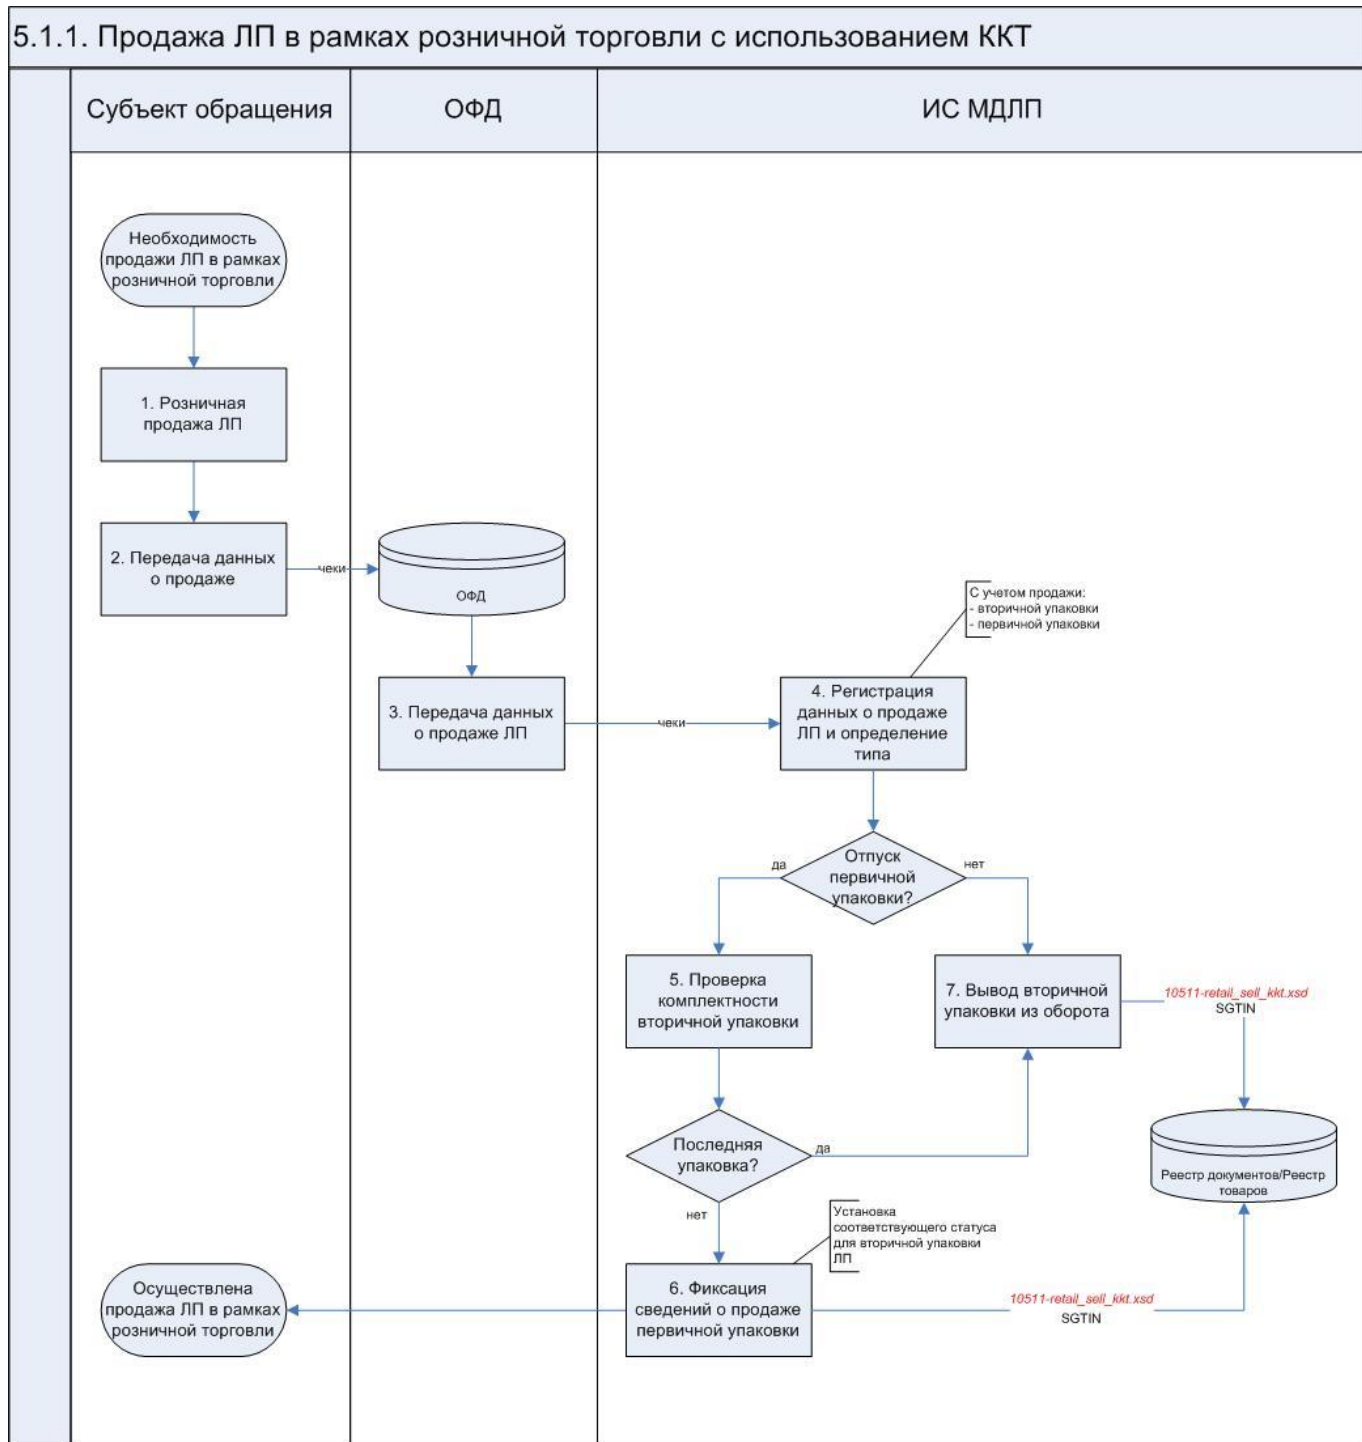 5.1.1. Продажа ЛП в рамках розничной торговли с использованием ККТ
Субъект обращения
ОФД
ИС МДЛП
Необходимость
продажи ЛП в рамках
розничной торговли
1. Розничная
продажа ЛП
2. Передача данных
о продаже
чеки
ОФД
С учетом продажи:
- вторичной упаковки
- первичной упаковки
3. Передача данных
о продаже ЛП
чеки
4. Регистрация
данных о продаже
ЛП и определение
типа
да
Отпуск
первичной
упаковки?
нет
5. Проверка
комплектности
вторичной упаковки
7. Вывод вторичной
упаковки из оборота
10511-retail_sell_kkt.xsd
SGTIN
Последняя
упаковка?
да
Реестр документов/Реестр
товаров
нет
Установка
соответствующего статуса
для вторичной упаковки
ЛП
Осуществлена
продажа ЛП в рамках
розничной торговли
6. Фиксация
сведений о продаже
первичной упаковки
10511-retail_sell_kkt.xsd
SGTIN